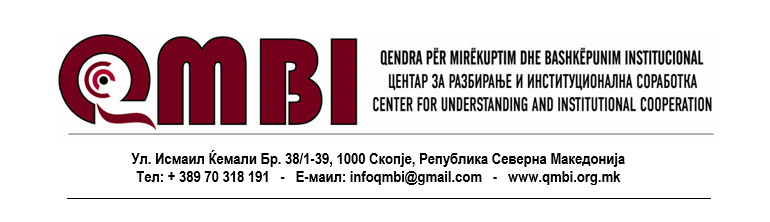 QMBI
QENDRA PËR MIRËKUPTIM DHE BASHKËPUNIM INSTITUCIONAL
ЦЕНТАР ЗА РАЗБИРАЊЕ И ИНСТИТУЦИОНАЛНА СОРАБОТКА
CENTER FOR UNDERSTANDING AND INSTITUTIONAL COOPERATION
Ул. Исмаил Ќемали Бр. 38/1-39, 1000 Скопје, Република Северна Македонија
Тел: + 389 70 318 191 - Е-маил: infoqmbi@gmail.com - www.qmbi.org.mk